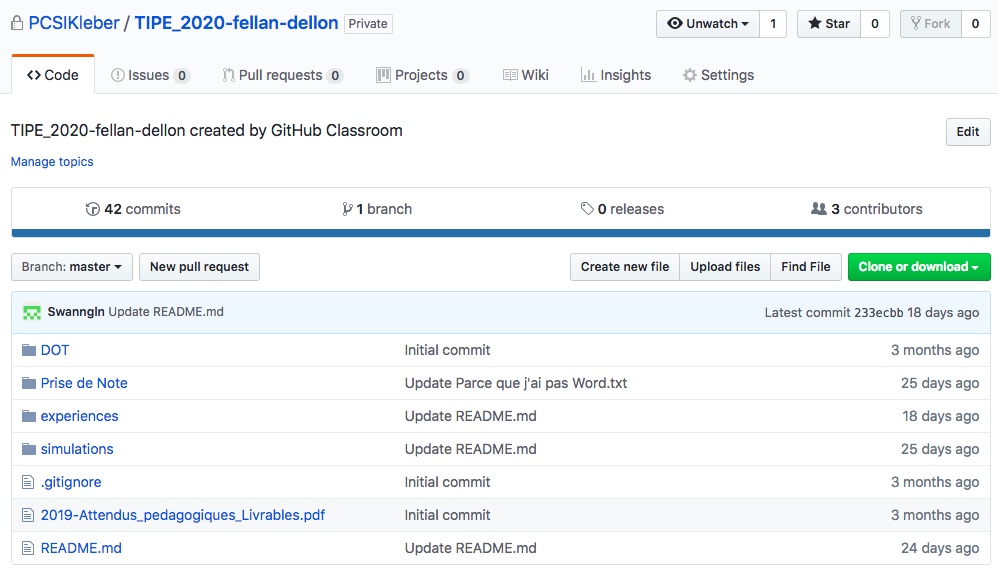 PCSIKleber / TIPE_2020-fellan-dellon Private
Unwatch 1 Star 0 Fork 0
Code Issues 0 Pull requests 0 Projects 0 Wiki Insights Settings
TIPE_2020-fellan-dellon created by GitHub Classroom
Edit
Manage topics
42 commits 1 branch 0 releases 3 contributors
Branch: master New pull request Create new file Upload files Find File Clone or download
SwanngIn Update README.md Latest commit 233ecbb 18 days ago
DOT Initial commit 3 months ago
Prise de Note Update Parce que j'ai pas Word.txt 25 days ago
experiences Update README.md 18 days ago
simulations Update README.md 25 days ago
.gitignore Initial commit 3 months ago
2019-Attendus_pedagogiques_Livrables.pdf Initial commit 3 months ago
README.md Update README.md 24 days ago